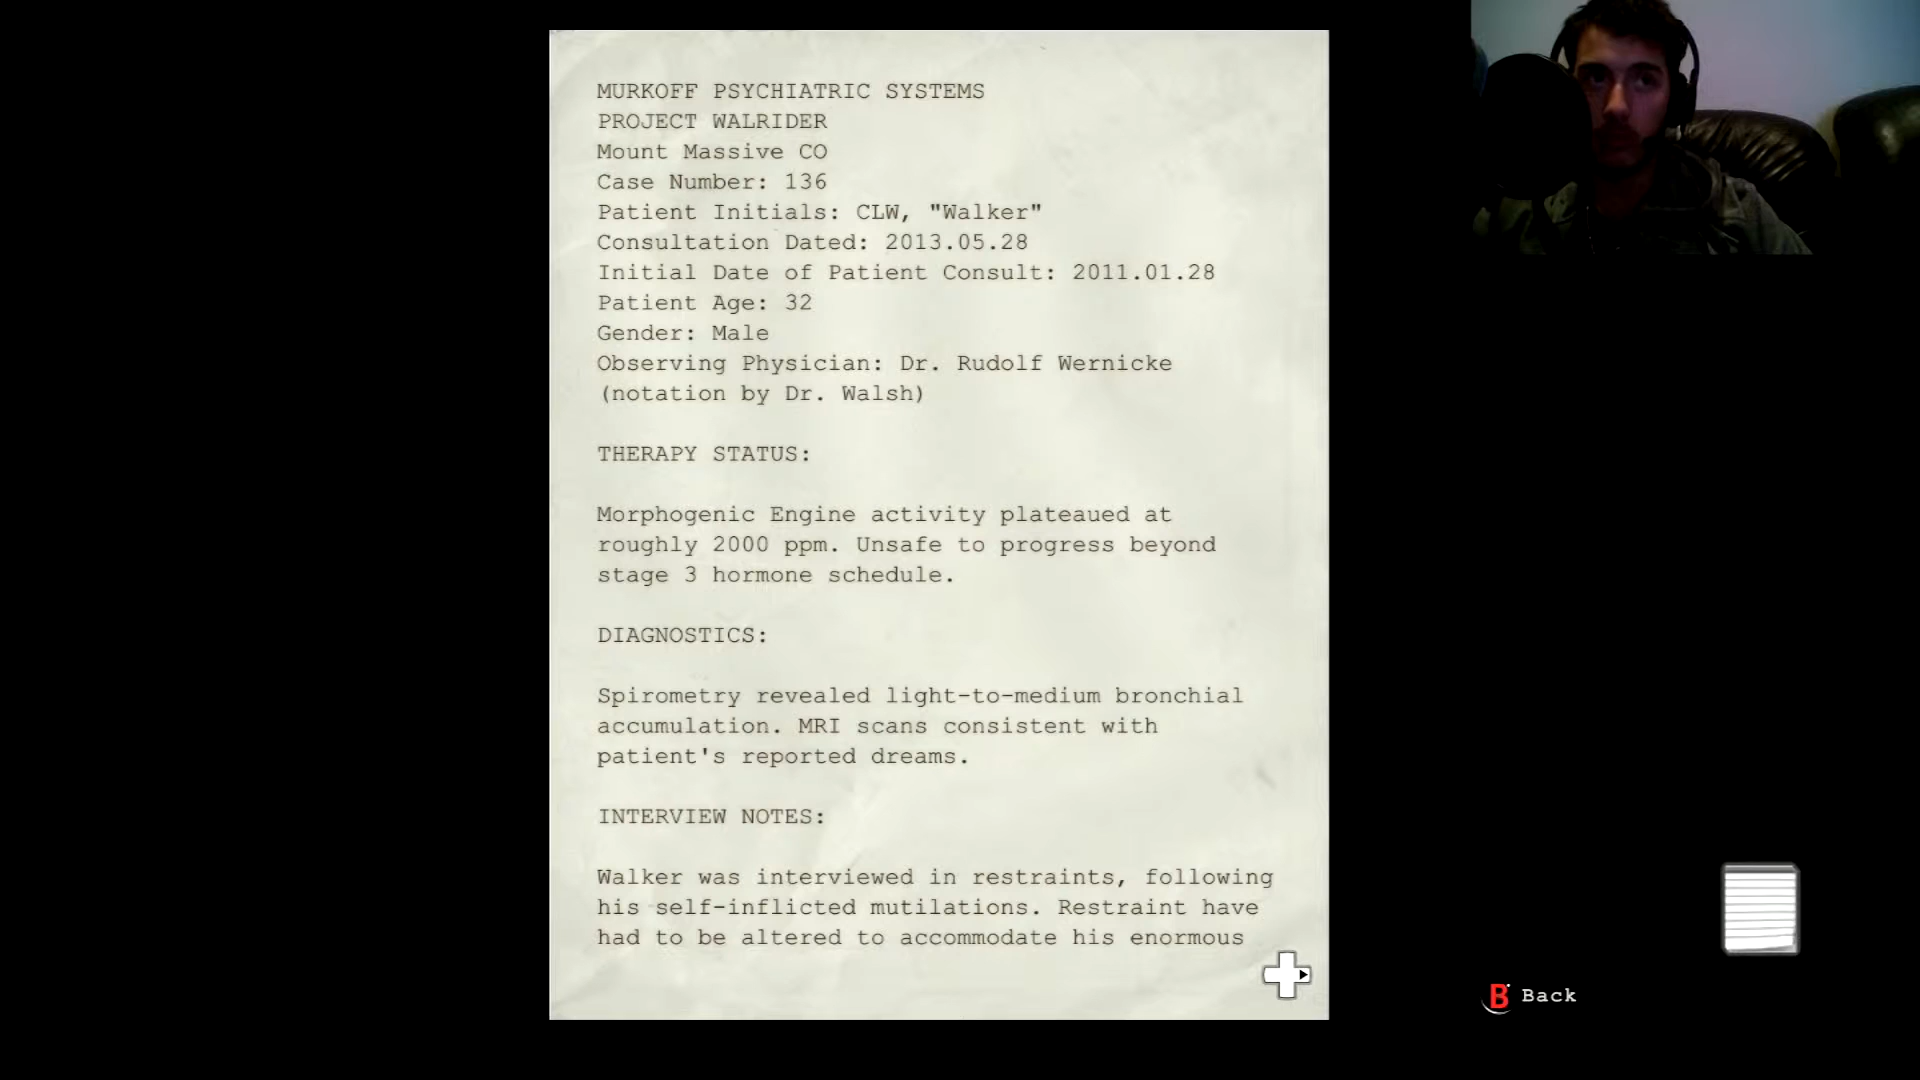 MURKOFF PSYCHIATRIC SYSTEMS
PROJECT WALRIDER
Mount Massive CO
Case Number: 136
Patient Initials: CLW, "Walker"
Consultation Dated: 2013.05.28
Initial Date of Patient Consult: 2011.01.28
Patient Age: 32
Gender: Male
Observing Physician: Dr. Rudolf Wernicke
(notation by Dr. Walsh)
THERAPY STATUS:
Morphogenic Engine activity plateaued at
roughly 2000 ppm. Unsafe to progress beyond
stage 3 hormone schedule.
DIAGNOSTICS:
Spirometry revealed light-to-medium bronchial
accumulation. MRI scans consistent with
patient's reported dreams.
INTERVIEW NOTES:
Walker was interviewed in restraints, following
his self-inflicted mutilations. Restraint have
had to be altered to accommodate his enormous
B Back